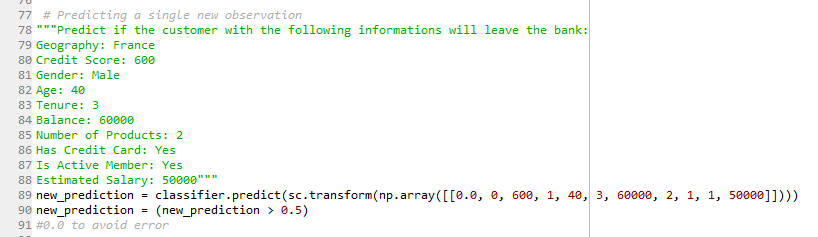 76
77 # Predicting a single new observation
78 """Predict if the customer with the following informations will leave the bank:
79 Geography: France
80 Credit Score: 600
81 Gender: Male
82 Age: 40
83 Tenure: 3
84 Balance: 60000
85 Number of Products: 2
86 Has Credit Card: Yes
87 Is Active Member: Yes
88 Estimated Salary: 50000"""
89 new_prediction = classifier.predict(sc.transform(np.array([[0.0, 0, 600, 1, 40, 3, 60000, 2, 1, 1, 50000]])))
90 new_prediction = (new_prediction > 0.5)
91 #0.0 to avoid error